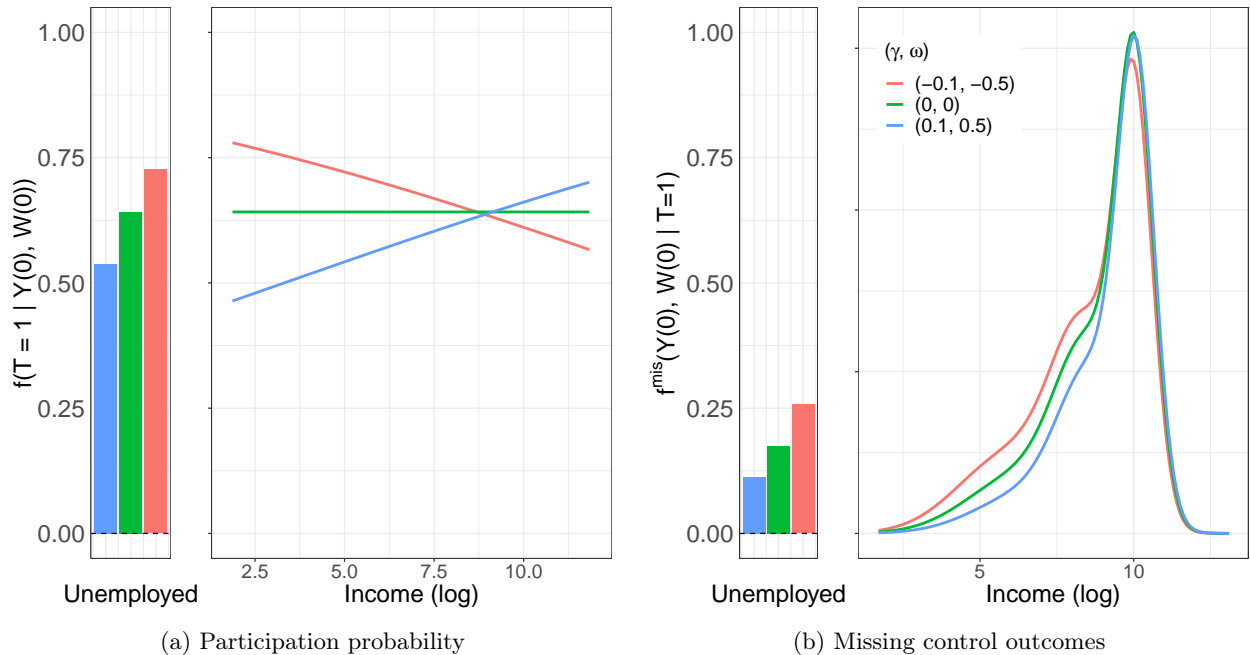 f(T = 1 | Y(0), W(0))
1.00
0.75
0.50
0.25
0.00
2.5 5.0 7.5 10.0
Unemployed Income (log)
(a) Participation probability
f^mis(Y(0), W(0) | T=1)
1.00
0.75
0.50
0.25
0.00
(γ, ω)
(−0.1, −0.5)
(0, 0)
(0.1, 0.5)
5 10
Unemployed Income (log)
(b) Missing control outcomes